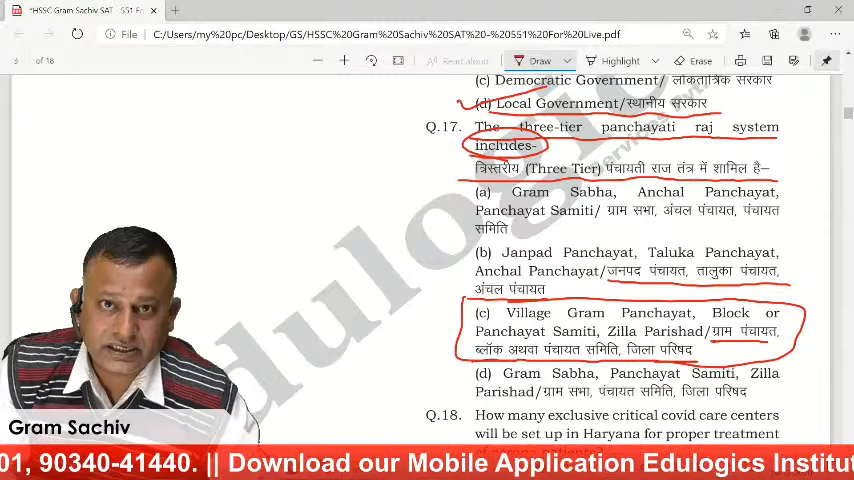 *HSSC Gram Sachiv SAT - 551 For
File
C:/Users/my%20pc/Desktop/GS/HSSC%20Gram%20Sachiv%20SAT%20-%20551%20For%20Live.pdf
3 of 18
Read aloud
Draw
Highlight
Erase
(c) Democratic Government/ लोकतांत्रिक सरकार
(d) Local Government/स्थानीय सरकार
Q.17. The three-tier panchayati raj system
includes-
त्रिस्तरीय (Three Tier) पंचायती राज तंत्र में शामिल है–
(a) Gram Sabha, Anchal Panchayat,
Panchayat Samiti/ ग्राम सभा, अंचल पंचायत, पंचायत
समिति
(b) Janpad Panchayat, Taluka Panchayat,
Anchal Panchayat/जनपद पंचायत, तालुका पंचायत,
अंचल पंचायत
(c) Village Gram Panchayat, Block or
Panchayat Samiti, Zilla Parishad/ग्राम पंचायत,
ब्लॉक अथवा पंचायत समिति, जिला परिषद
(d) Gram Sabha, Panchayat Samiti, Zilla
Parishad/ग्राम सभा, पंचायत समिति, जिला परिषद
Q.18. How many exclusive critical covid care centers
will be set up in Haryana for proper treatment
Gram Sachiv
01, 90340-41440. || Download our Mobile Application Edulogics Institut